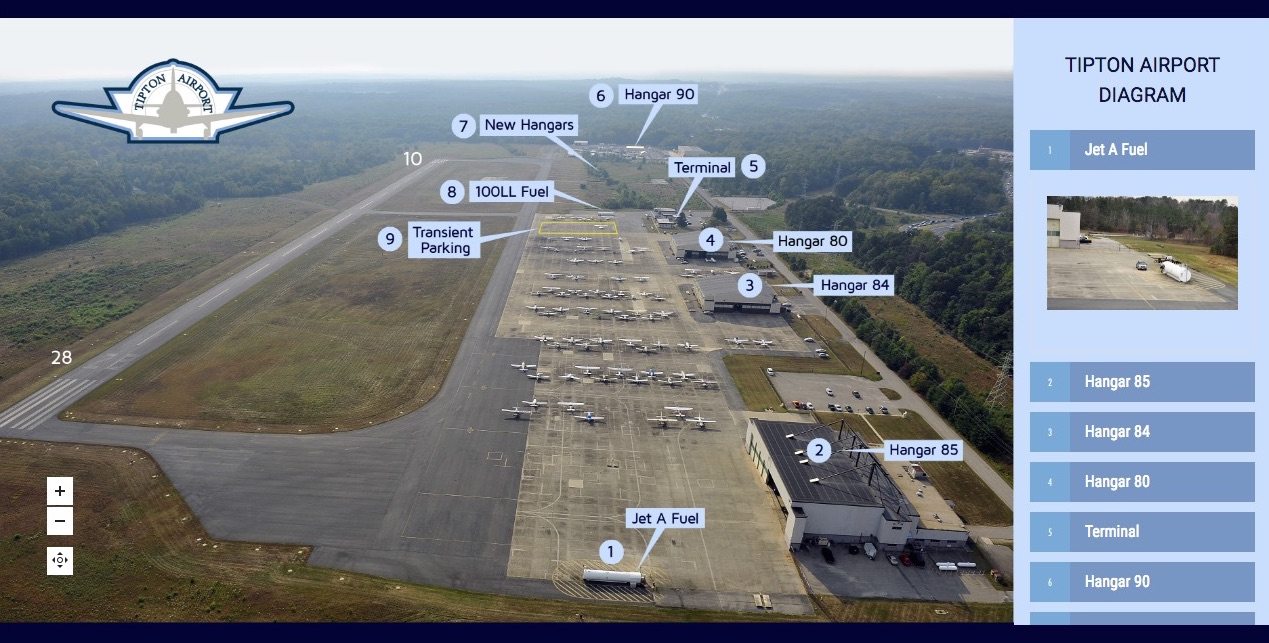 TIPTON AIRPORT
10
28
6 Hangar 90
7 New Hangars
Terminal 5
8 100LL Fuel
9 Transient
Parking
4 Hangar 80
3 Hangar 84
2 Hangar 85
Jet A Fuel
1
+
−
TIPTON AIRPORT
DIAGRAM
1 Jet A Fuel
2 Hangar 85
3 Hangar 84
4 Hangar 80
5 Terminal
6 Hangar 90